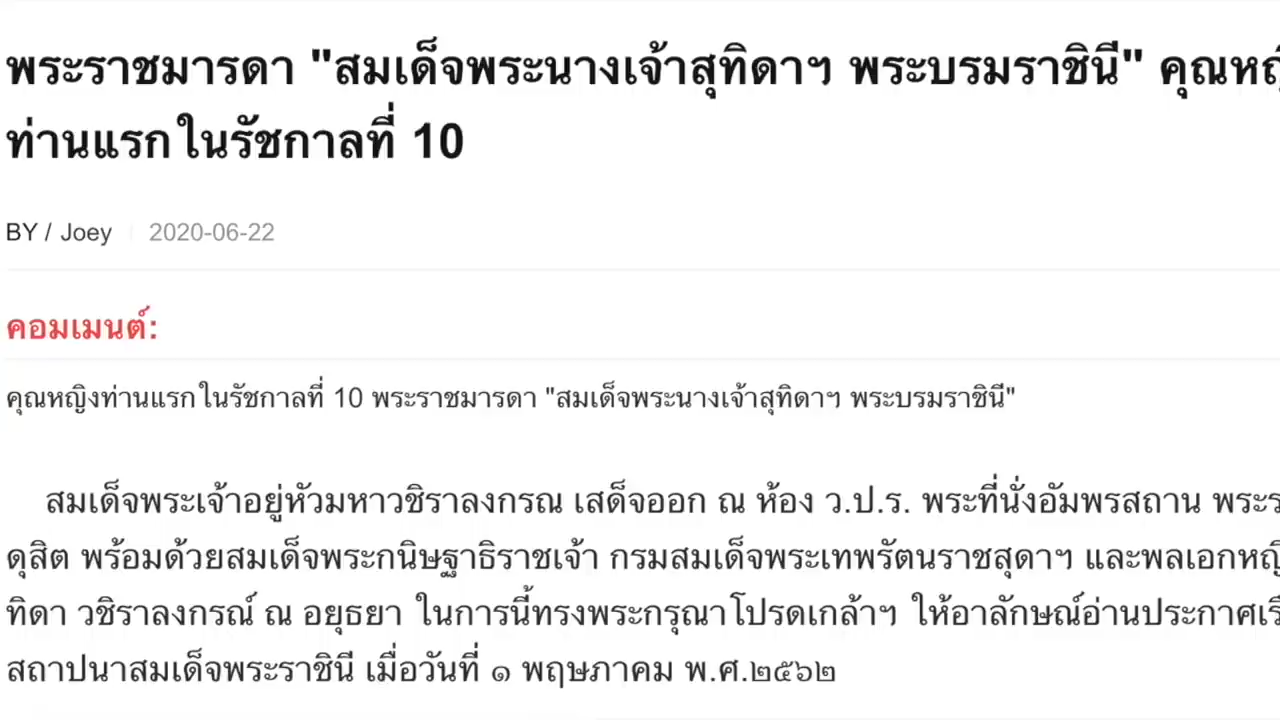 พระราชมารดา "สมเด็จพระนางเจ้าสุทิดาฯ พระบรมราชินี" คุณหญิ
ท่านแรกในรัชกาลที่ 10
BY / Joey 2020-06-22
คอมเมนต์:
คุณหญิงท่านแรกในรัชกาลที่ 10 พระราชมารดา "สมเด็จพระนางเจ้าสุทิดาฯ พระบรมราชินี"
สมเด็จพระเจ้าอยู่หัวมหาวชิราลงกรณ เสด็จออก ณ ห้อง ว.ป.ร. พระที่นั่งอัมพรสถาน พระร
ดุสิต พร้อมด้วยสมเด็จพระกนิษฐาธิราชเจ้า กรมสมเด็จพระเทพรัตนราชสุดาฯ และพลเอกหญิ
ทิดา วชิราลงกรณ์ ณ อยุธยา ในการนี้ทรงพระกรุณาโปรดเกล้าฯ ให้อาลักษณ์อ่านประกาศเรื
สถาปนาสมเด็จพระราชินี เมื่อวันที่ ๑ พฤษภาคม พ.ศ.๒๕๖๒